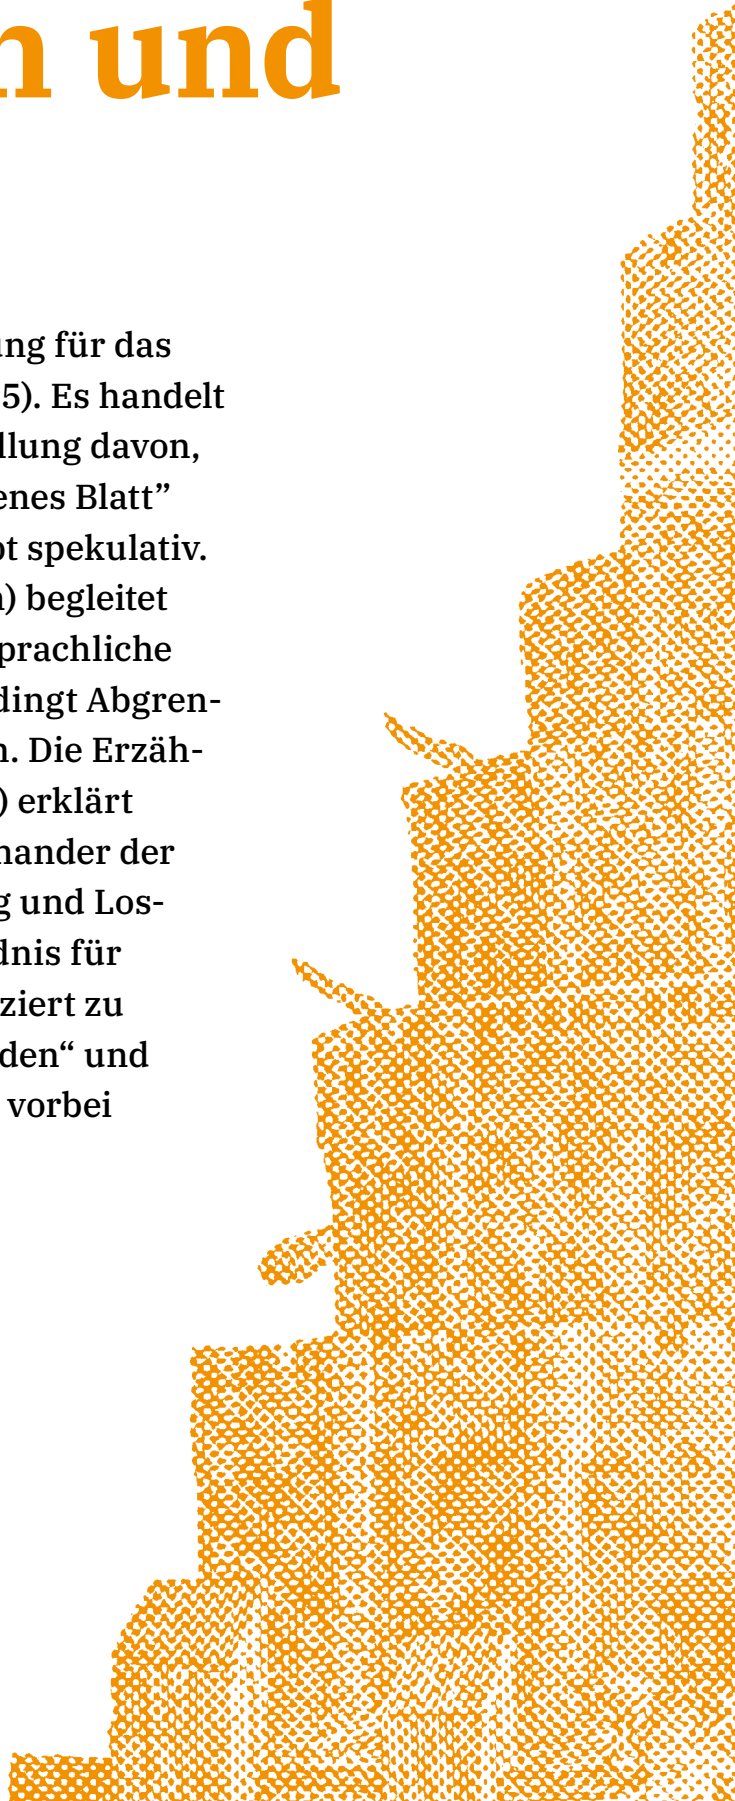 n und
ung für das
5). Es handelt
llung davon,
enes Blatt”
ot spekulativ.
) begleitet
prachliche
dingt Abgren-
n. Die Erzäh-
) erklärt
nander der
g und Los-
dnis für
ziert zu
den“ und
vorbei